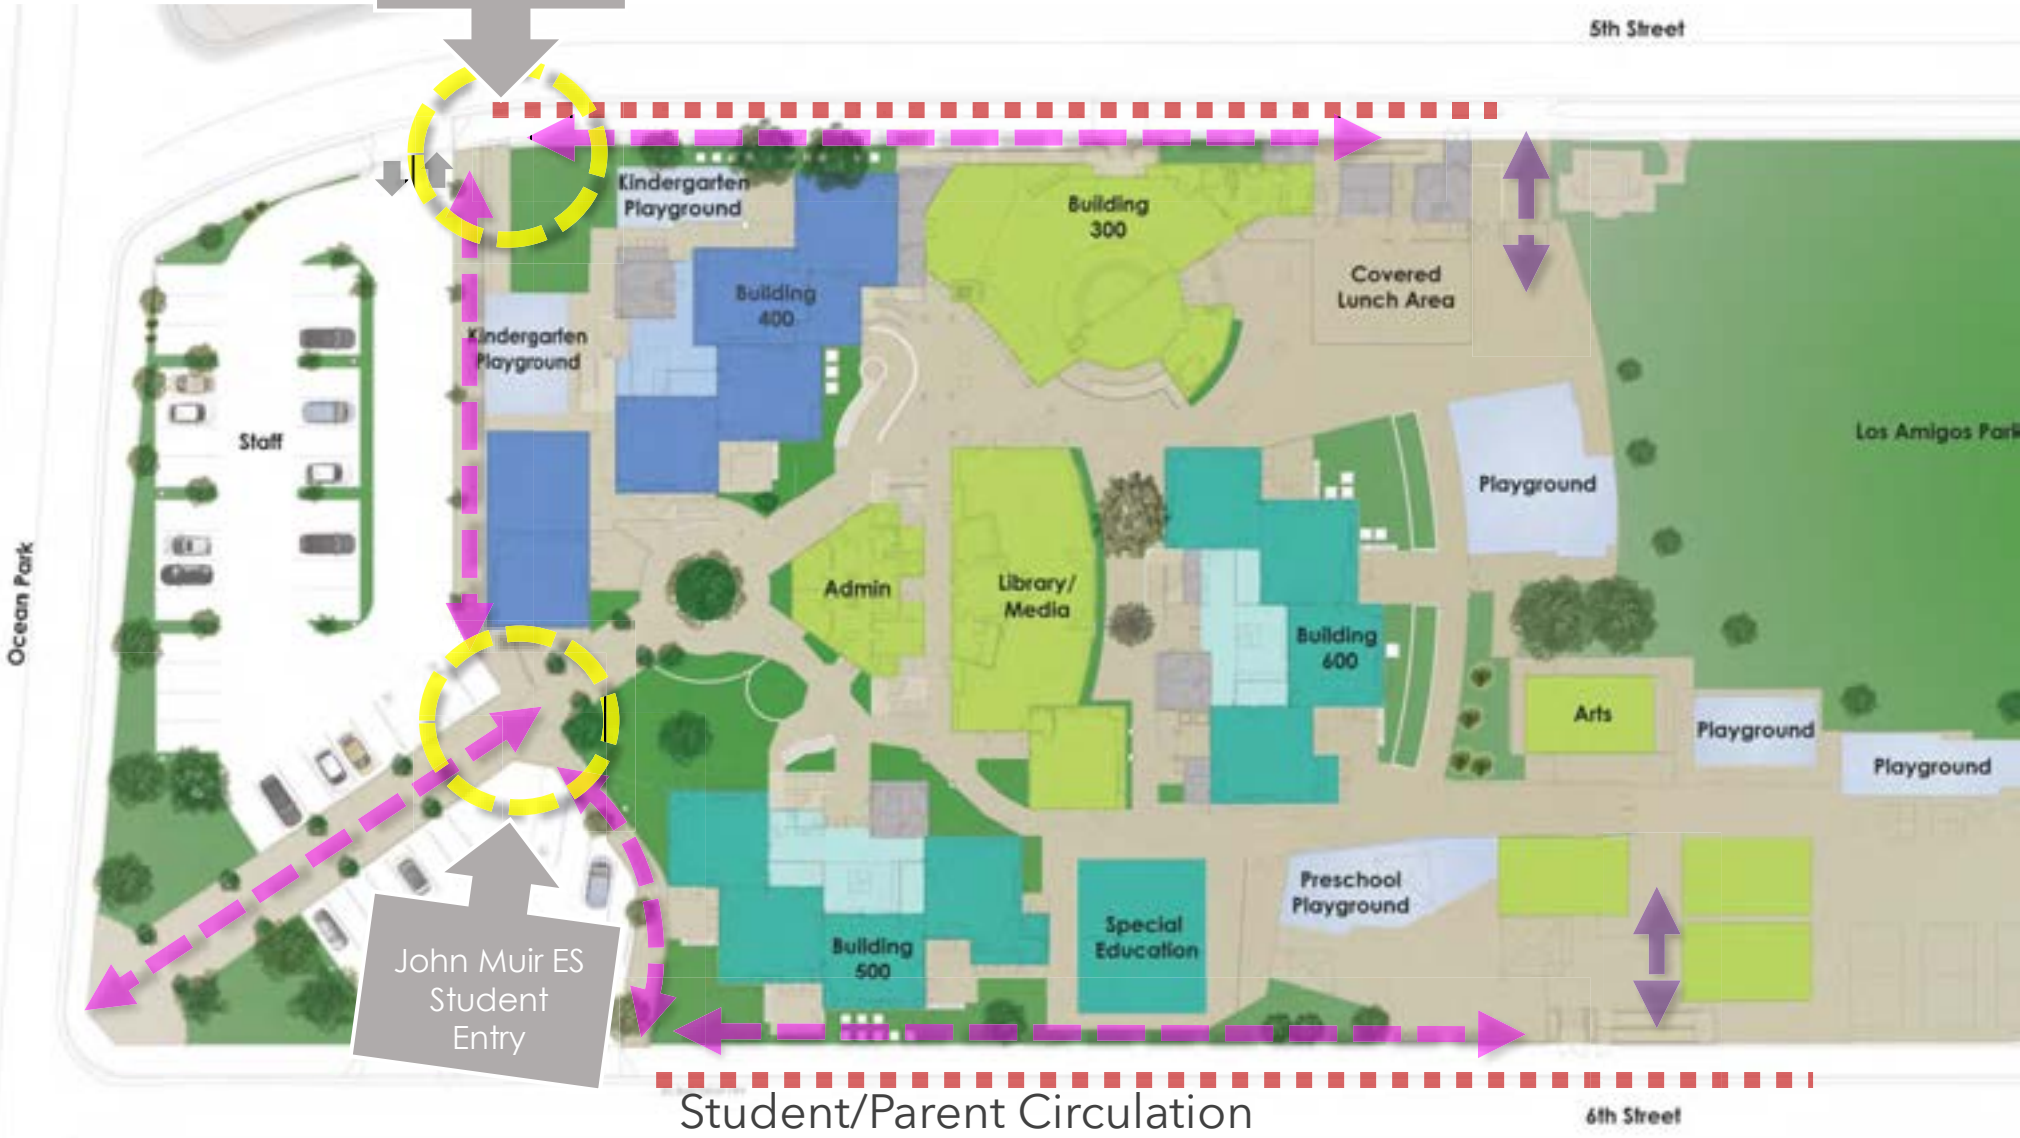 5th Street
Kindergarten
Playground
Building
300
Covered
Lunch Area
Building
400
Kindergarten
Playground
Staff
Los Amigos Park
Playground
Ocean Park
Admin
Library/
Media
Building
600
Arts
Playground
Playground
Preschool
Playground
Special
Education
Building
500
John Muir ES
Student
Entry
Student/Parent Circulation
6th Street